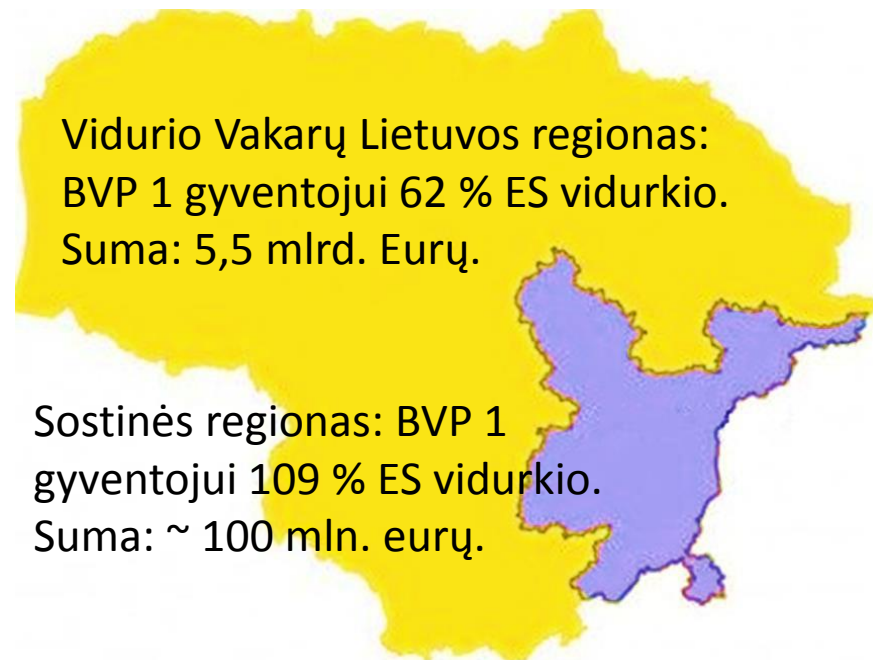 Vidurio Vakarų Lietuvos regionas:
BVP 1 gyventojui 62 % ES vidurkio.
Suma: 5,5 mlrd. Eurų.
Sostinės regionas: BVP 1
gyventojui 109 % ES vidurkio.
Suma: ~ 100 mln. eurų.